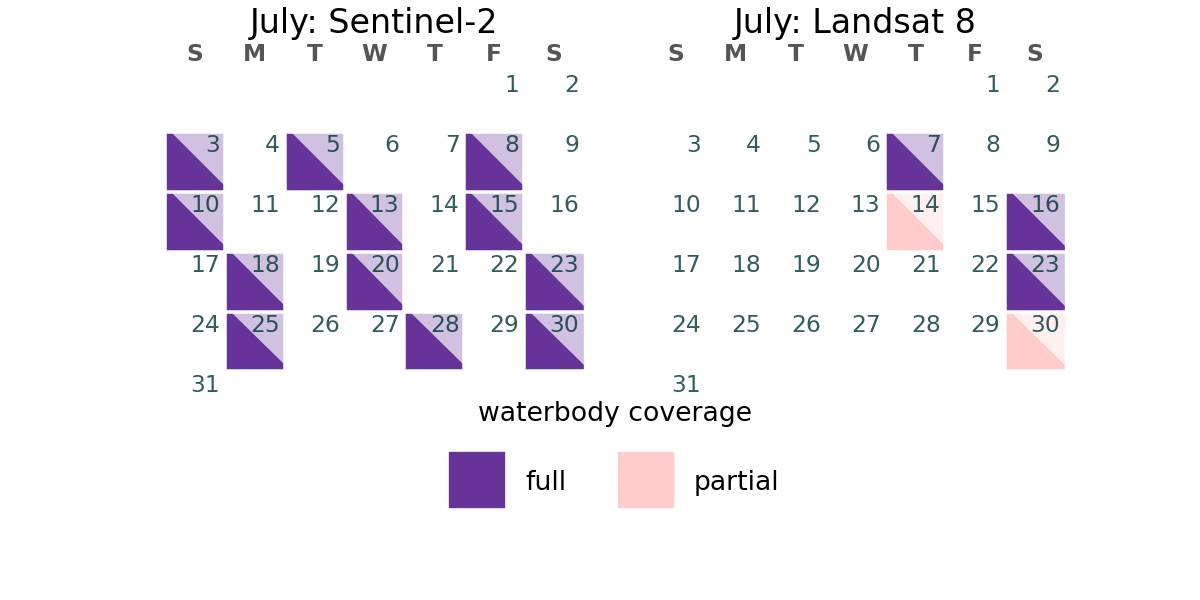 July: Sentinel-2
S M T W T F S
1 2
3 4 5 6 7 8 9
10 11 12 13 14 15 16
17 18 19 20 21 22 23
24 25 26 27 28 29 30
31
July: Landsat 8
S M T W T F S
1 2
3 4 5 6 7 8 9
10 11 12 13 14 15 16
17 18 19 20 21 22 23
24 25 26 27 28 29 30
31
waterbody coverage
full
partial